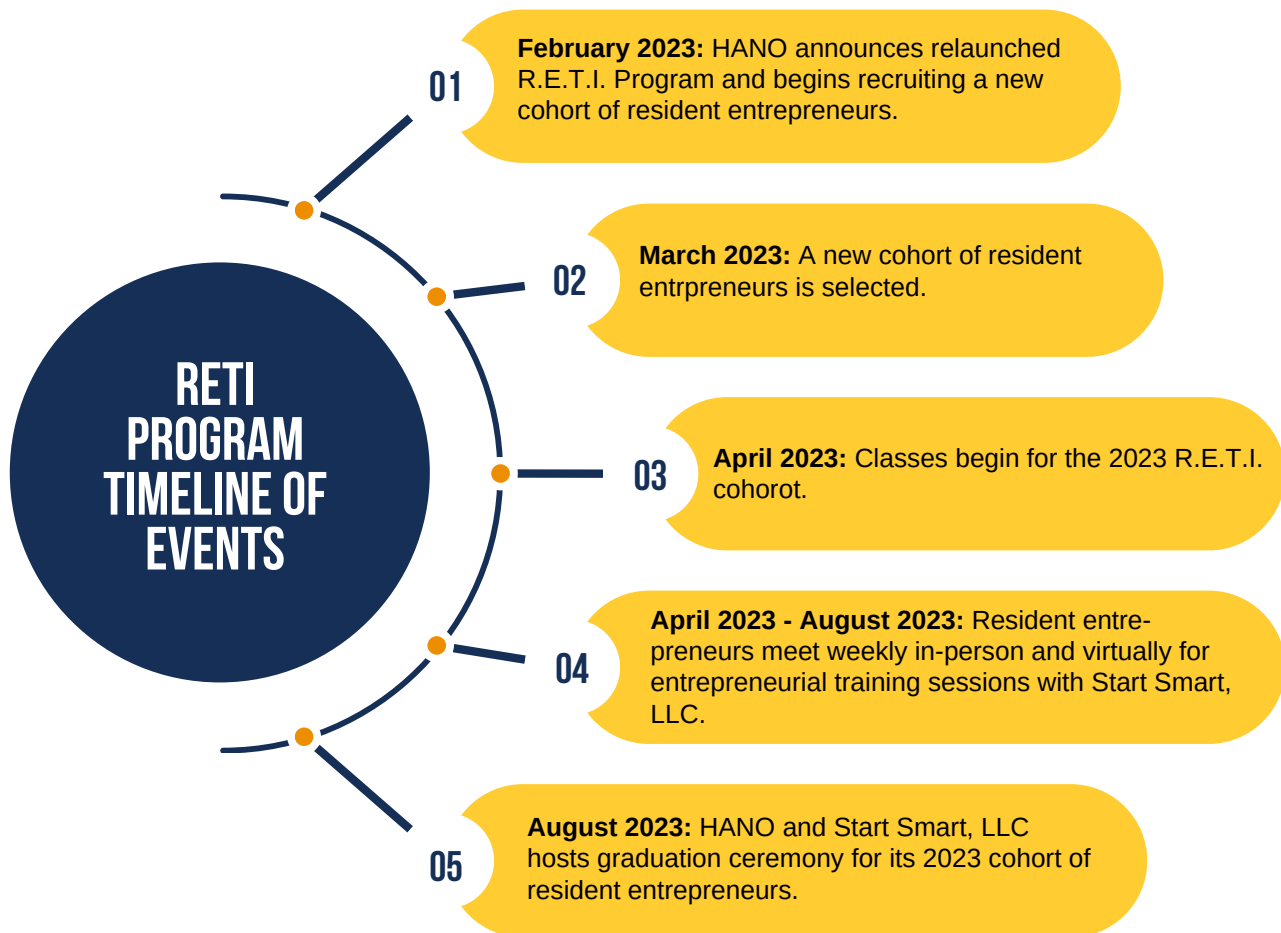 RETI
PROGRAM
TIMELINE OF
EVENTS
01
February 2023: HANO announces relaunched
R.E.T.I. Program and begins recruiting a new
cohort of resident entrepreneurs.
02
March 2023: A new cohort of resident
entrpreneurs is selected.
03
April 2023: Classes begin for the 2023 R.E.T.I.
cohorot.
04
April 2023 - August 2023: Resident entre-
preneurs meet weekly in-person and virtually for
entrepreneurial training sessions with Start Smart,
LLC.
05
August 2023: HANO and Start Smart, LLC
hosts graduation ceremony for its 2023 cohort of
resident entrepreneurs.